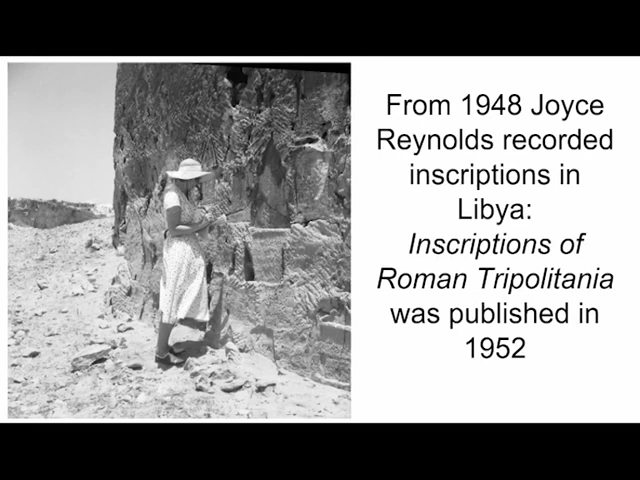 From 1948 Joyce
Reynolds recorded
inscriptions in
Libya:
Inscriptions of
Roman Tripolitania
was published in
1952